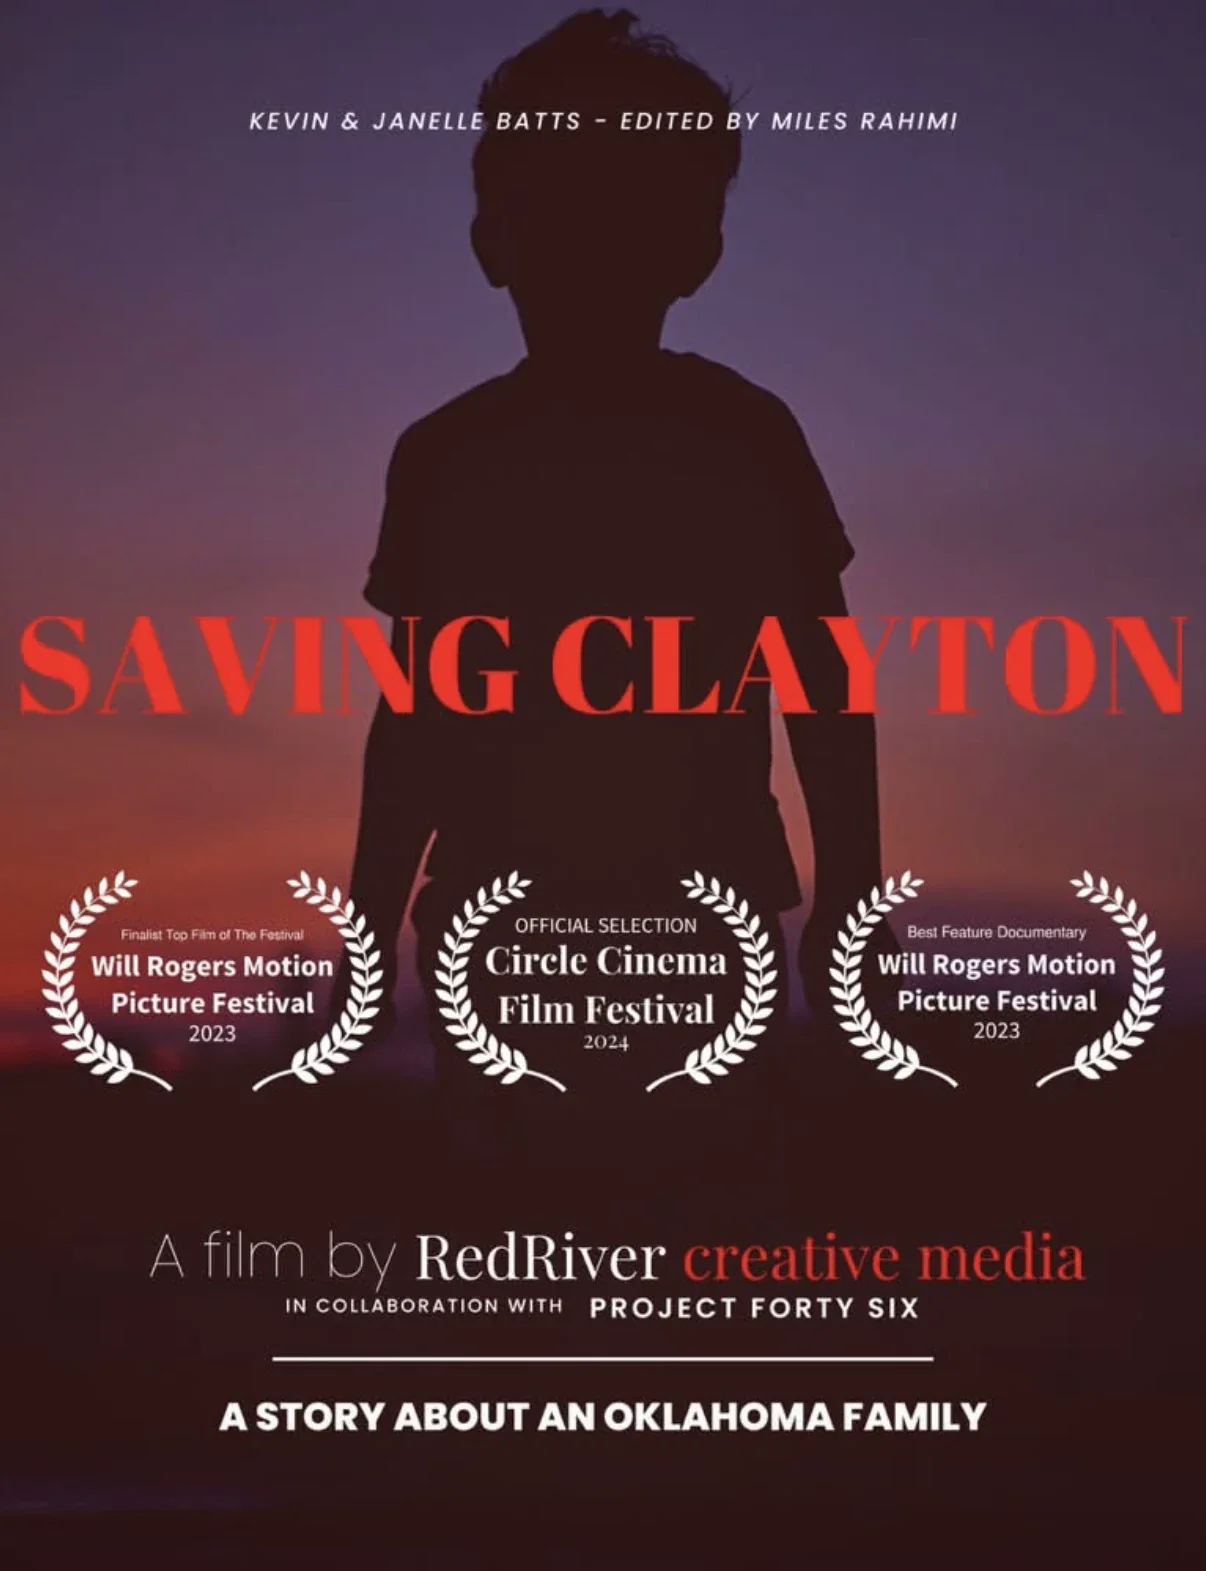 KEVIN & JANELLE BATTS - EDITED BY MILES RAHIMI
SAVING CLAYTON
Finalist Top Film of The Festival
Will Rogers Motion
Picture Festival
2023
OFFICIAL SELECTION
Circle Cinema
Film Festival
2024
Best Feature Documentary
Will Rogers Motion
Picture Festival
2023
A film by RedRiver creative media
IN COLLABORATION WITH PROJECT FORTY SIX
A STORY ABOUT AN OKLAHOMA FAMILY